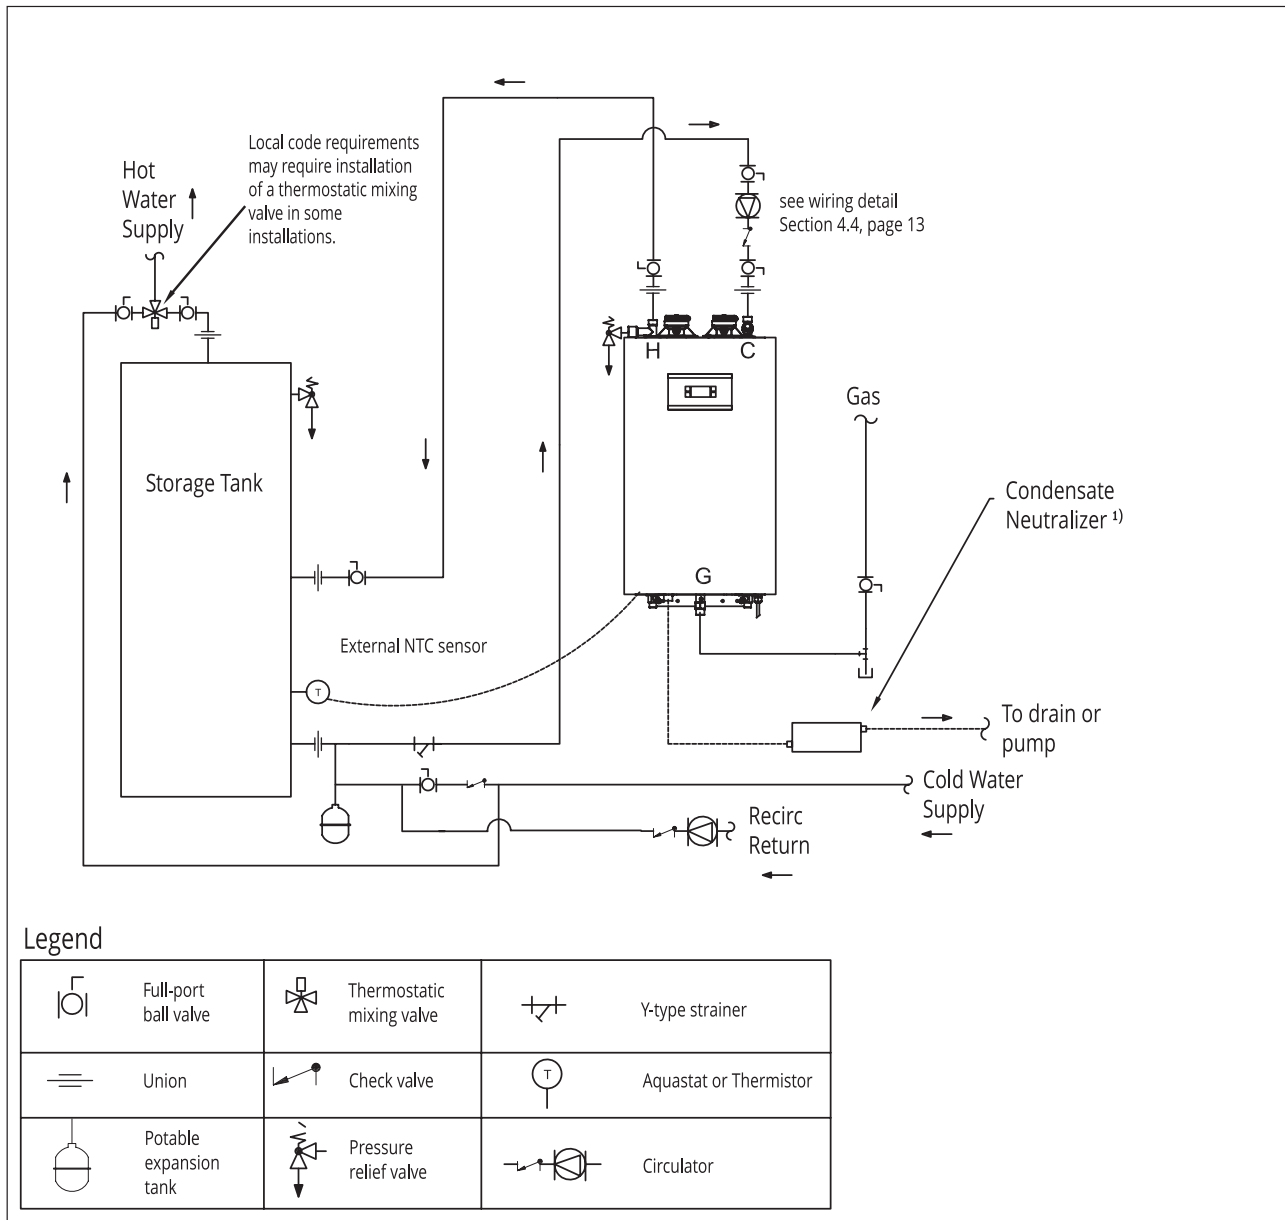 Local code requirements
may require installation
of a thermostatic mixing
valve in some
installations.
Hot
Water
Supply
see wiring detail
Section 4.4, page 13
H
C
Gas
Storage Tank
Condensate
Neutralizer ¹⁾
G
External NTC sensor
T
To drain or
pump
Cold Water
Supply
Recirc
Return
Legend
Full-port
ball valve
Thermostatic
mixing valve
Y-type strainer
Union
Check valve
T
Aquastat or Thermistor
Potable
expansion
tank
Pressure
relief valve
Circulator